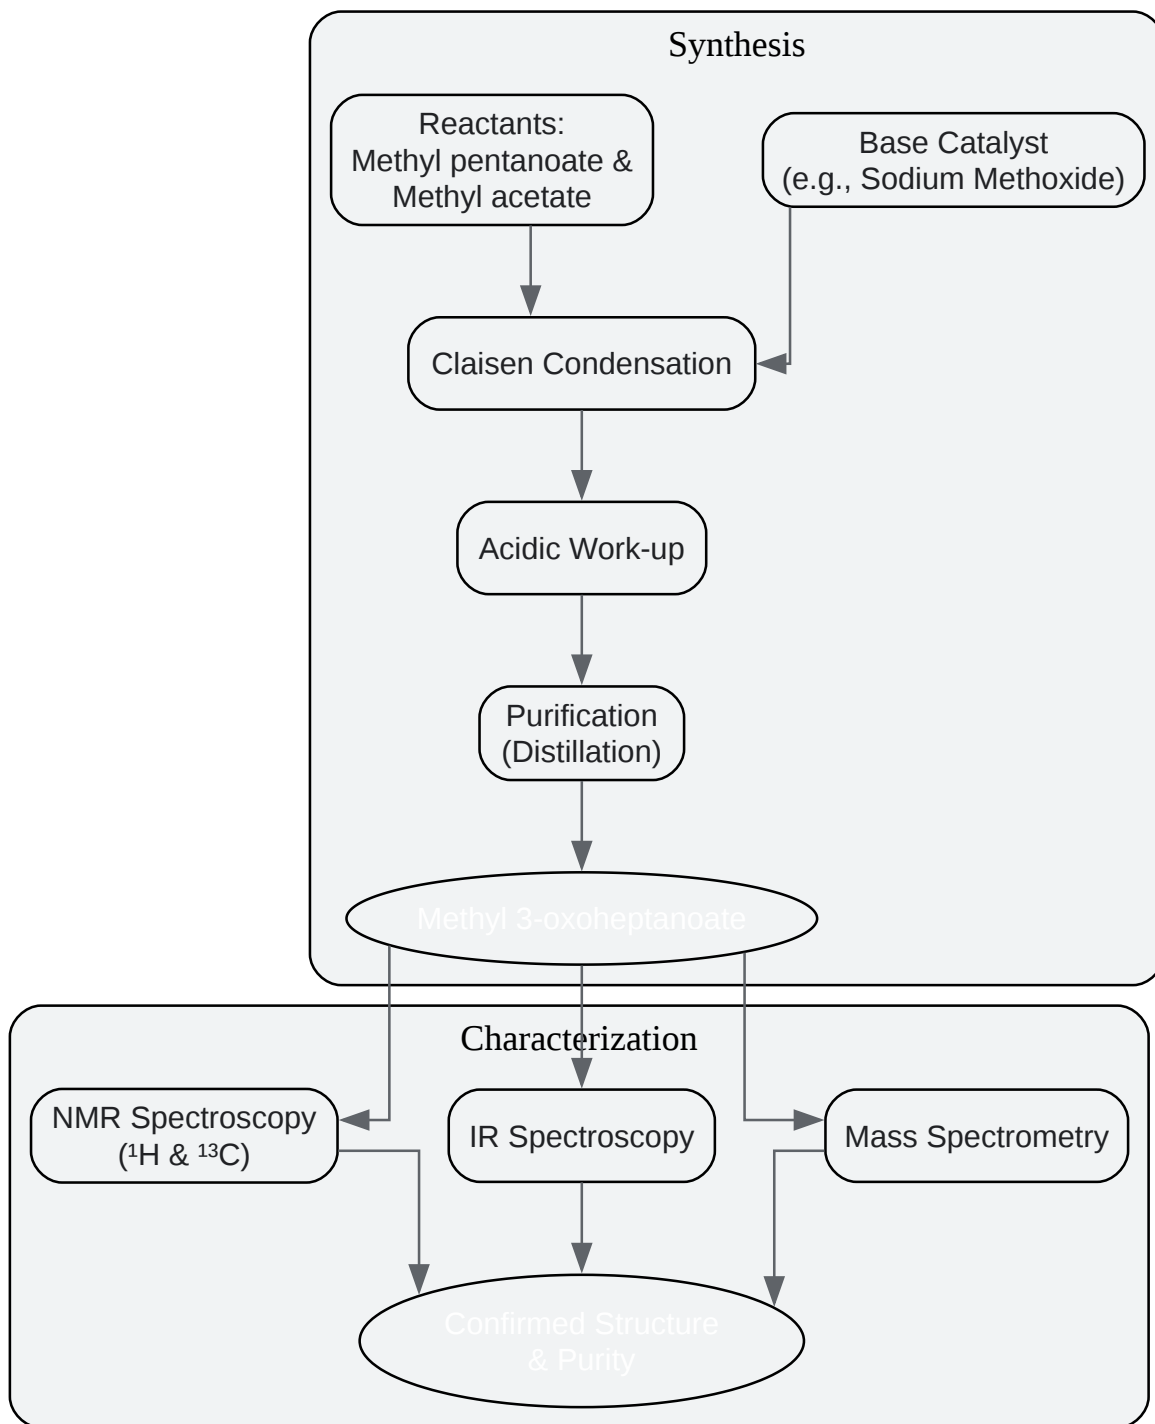 Synthesis
Reactants:
Methyl pentanoate &
Methyl acetate
Base Catalyst
(e.g., Sodium Methoxide)
Claisen Condensation
Acidic Work-up
Purification
(Distillation)
Methyl 3-oxoheptanoate
Characterization
NMR Spectroscopy
(¹H & ¹³C)
IR Spectroscopy
Mass Spectrometry
Confirmed Structure
& Purity